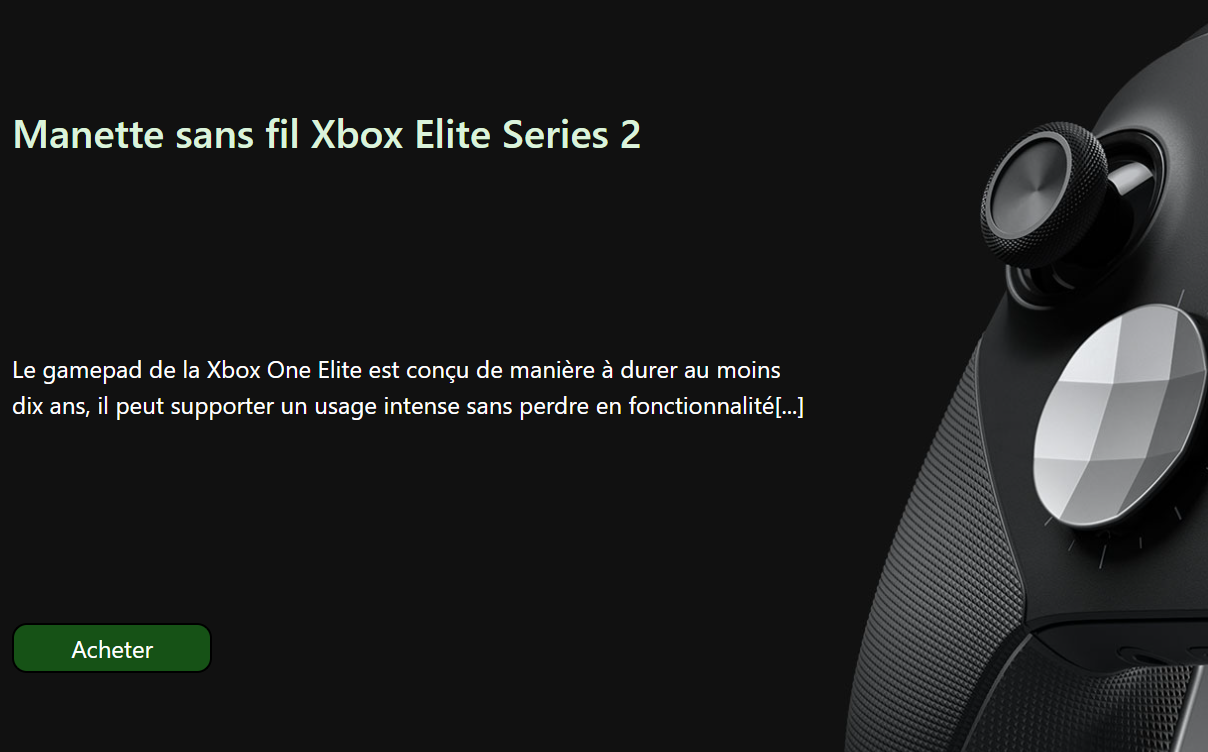 Manette sans fil Xbox Elite Series 2
Le gamepad de la Xbox One Elite est conçu de manière à durer au moins
dix ans, il peut supporter un usage intense sans perdre en fonctionnalité[...]
Acheter